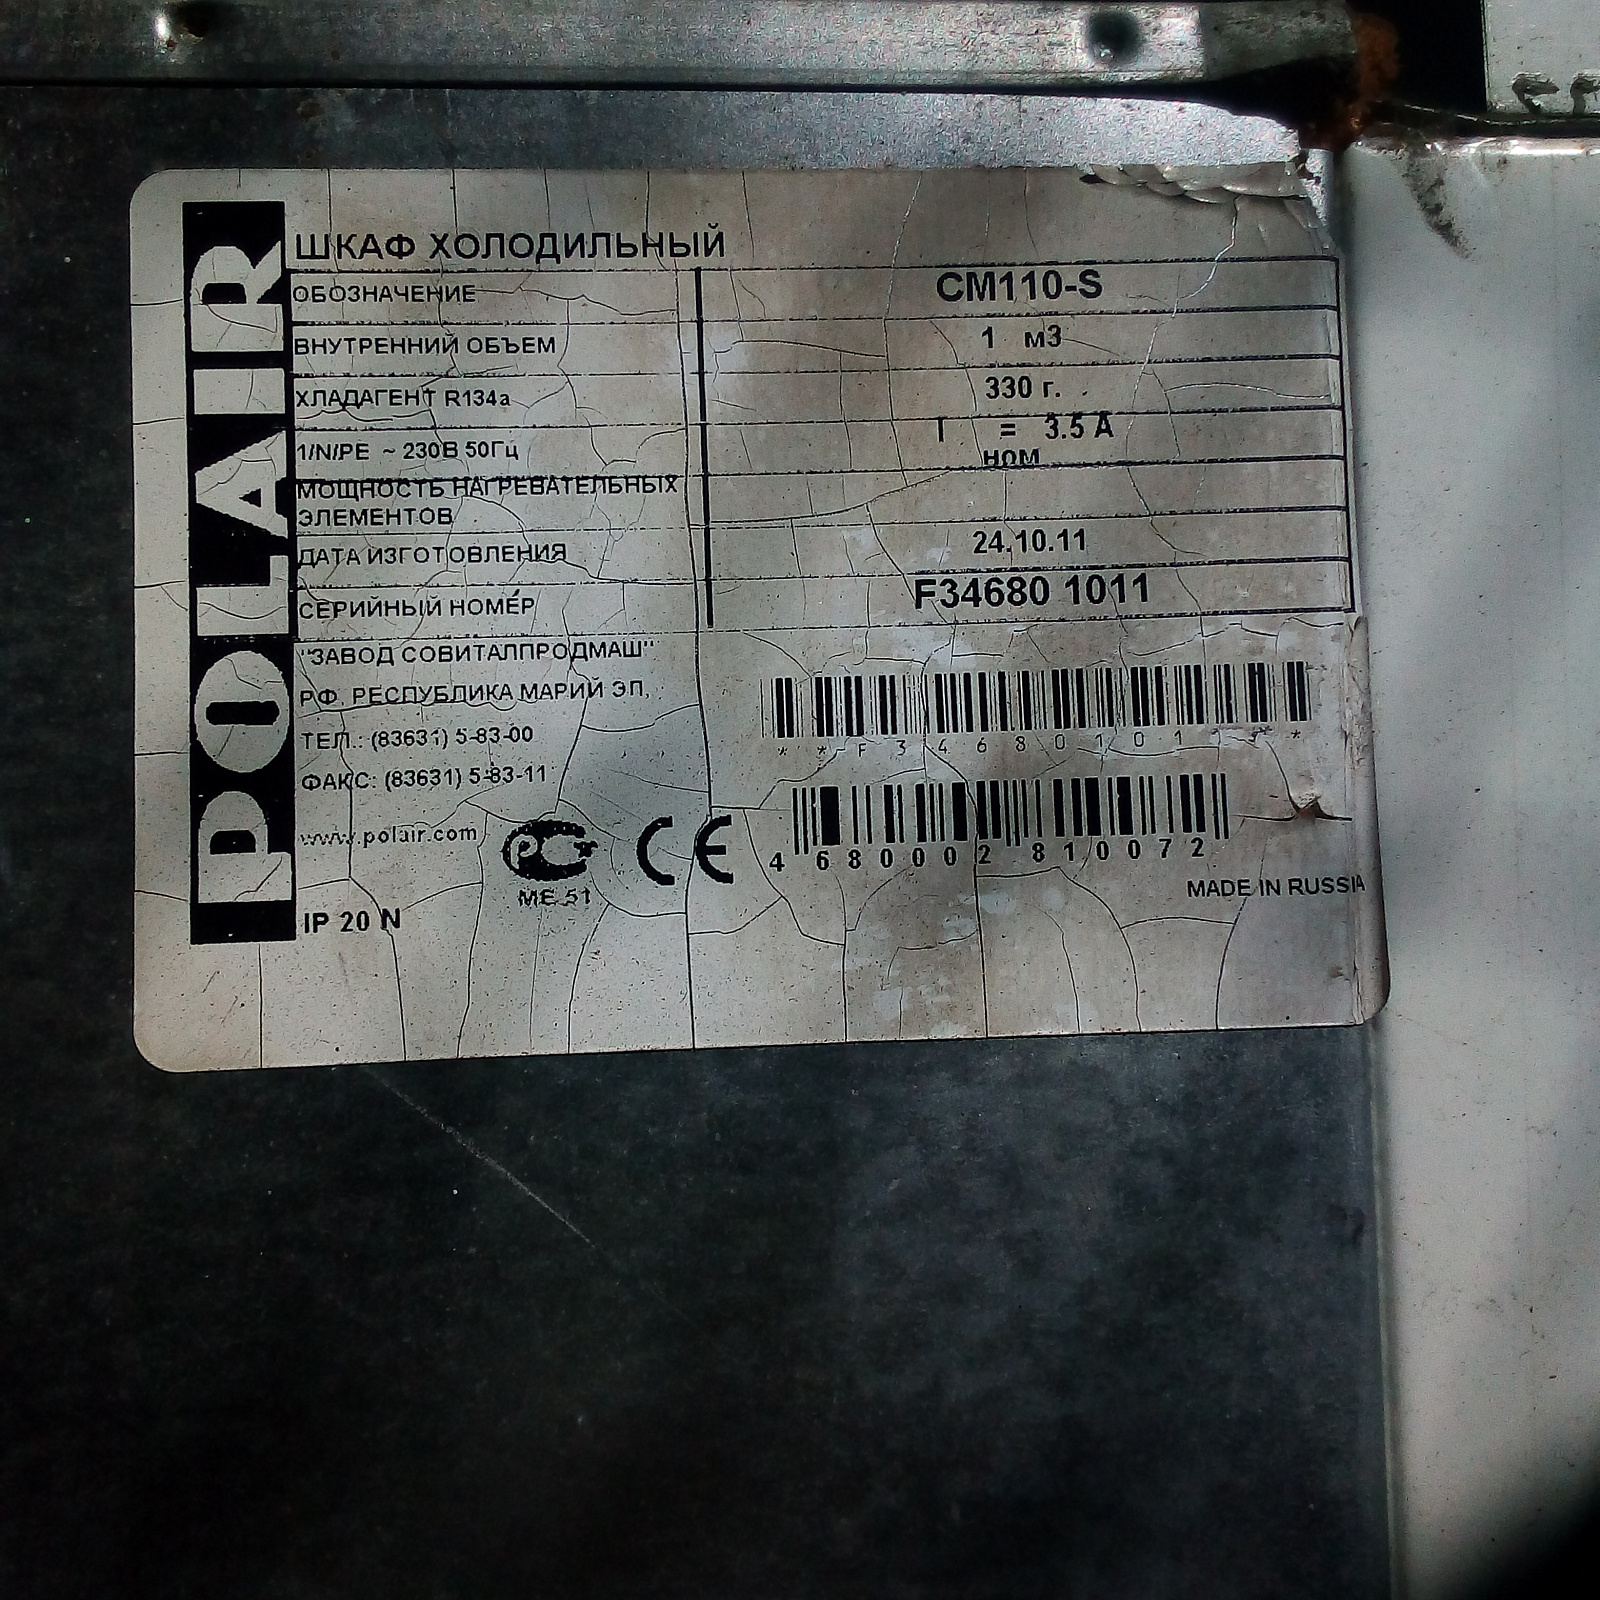 POLAIR
ШКАФ ХОЛОДИЛЬНЫЙ
ОБОЗНАЧЕНИЕ CM110-S
ВНУТРЕННИЙ ОБЪЕМ 1 м3
ХЛАДАГЕНТ R134a 330 г.
1/N/PE ~ 230В 50Гц I = 3.5 A
ном
МОЩНОСТЬ НАГРЕВАТЕЛЬНЫХ
ЭЛЕМЕНТОВ
ДАТА ИЗГОТОВЛЕНИЯ 24.10.11
СЕРИЙНЫЙ НОМЕР F34680 1011
"ЗАВОД СОВИТАЛПРОДМАШ"
РФ, РЕСПУБЛИКА МАРИЙ ЭЛ,
ТЕЛ.: (83631) 5-83-00
ФАКС: (83631) 5-83-11
**F346801011**
www.polair.com
РСТ
ME 51
CE
4 680002 810072
MADE IN RUSSIA
IP 20 N